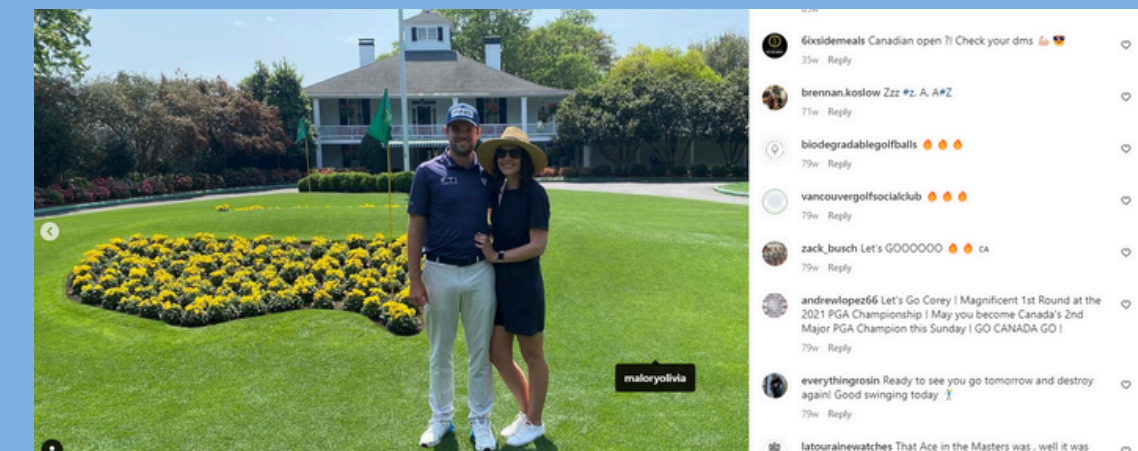 PING
maloryolivia
6ixsidemeals Canadian open ?! Check your dms 💪🏼 😎
35w Reply
brennan.koslow Zzz #z. A, A#Z
71w Reply
biodegradablegolfballs 🔥 🔥 🔥
79w Reply
vancouvergolfsocialclub 🔥 🔥 🔥
79w Reply
zack_busch Let's GOOOOOO 🔥 🔥 CA
79w Reply
andrewlopez66 Let's Go Corey ! Magnificent 1st Round at the
2021 PGA Championship ! May you become Canada's 2nd
Major PGA Champion this Sunday ! GO CANADA GO !
79w Reply
everythingrosin Ready to see you go tomorrow and destroy
again! Good swinging today 🏌
79w Reply
latourainewatches That Ace in the Masters was , well it was